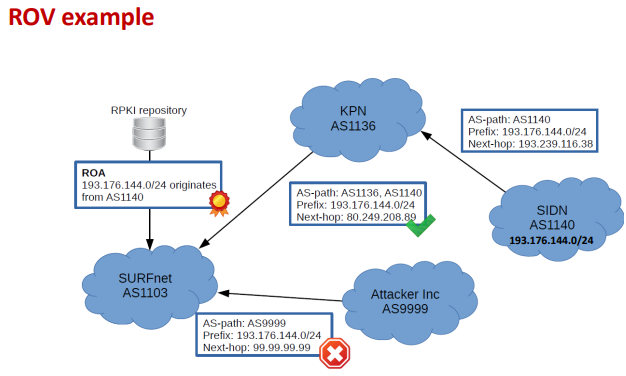 ROV example
RPKI repository
ROA
193.176.144.0/24 originates
from AS1140
KPN
AS1136
AS-path: AS1140
Prefix: 193.176.144.0/24
Next-hop: 193.239.116.38
AS-path: AS1136, AS1140
Prefix: 193.176.144.0/24
Next-hop: 80.249.208.89
SIDN
AS1140
193.176.144.0/24
SURFnet
AS1103
Attacker Inc
AS9999
AS-path: AS9999
Prefix: 193.176.144.0/24
Next-hop: 99.99.99.99